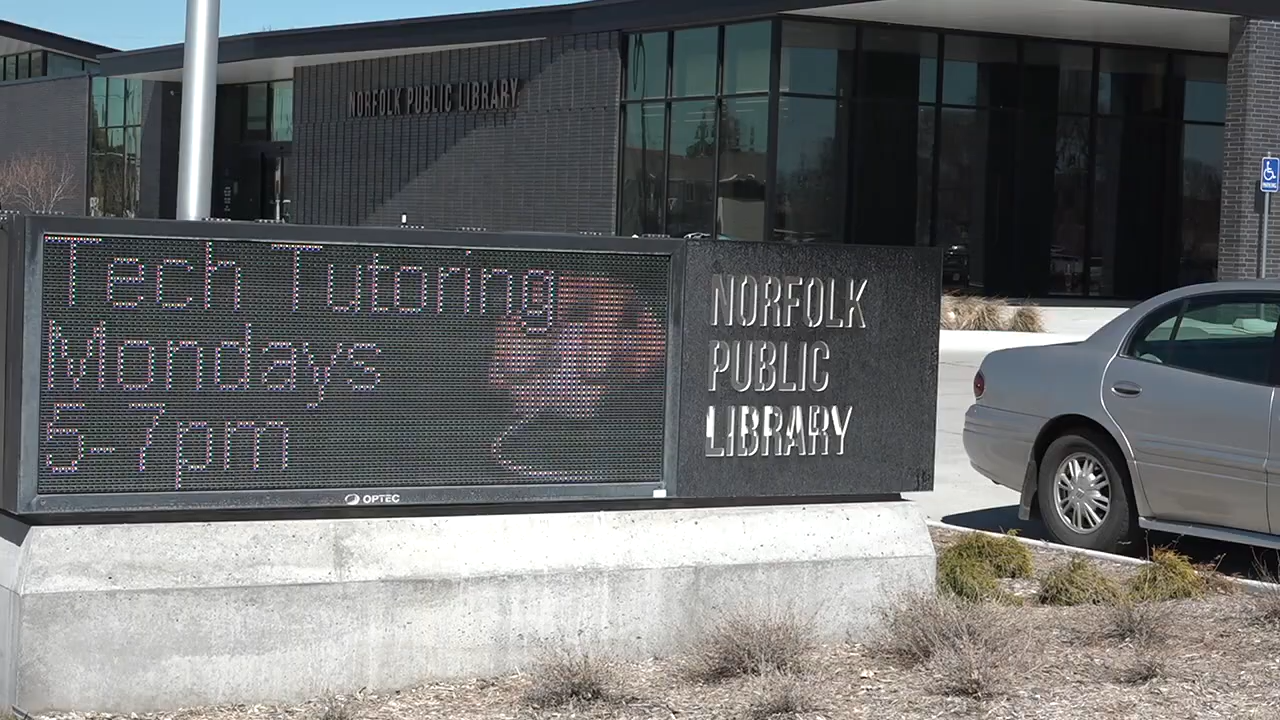 NORFOLK PUBLIC LIBRARY
Tech Tutoring
Mondays
5-7pm
NORFOLK
PUBLIC
LIBRARY
OPTEC